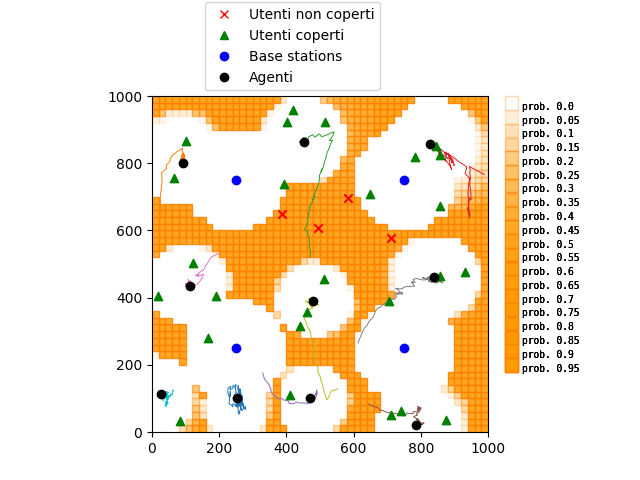 Utenti non coperti
Utenti coperti
Base stations
Agenti
1000
800
600
400
200
0
0 200 400 600 800 1000
prob. 0.0
prob. 0.05
prob. 0.1
prob. 0.15
prob. 0.2
prob. 0.25
prob. 0.3
prob. 0.35
prob. 0.4
prob. 0.45
prob. 0.5
prob. 0.55
prob. 0.6
prob. 0.65
prob. 0.7
prob. 0.75
prob. 0.8
prob. 0.85
prob. 0.9
prob. 0.95